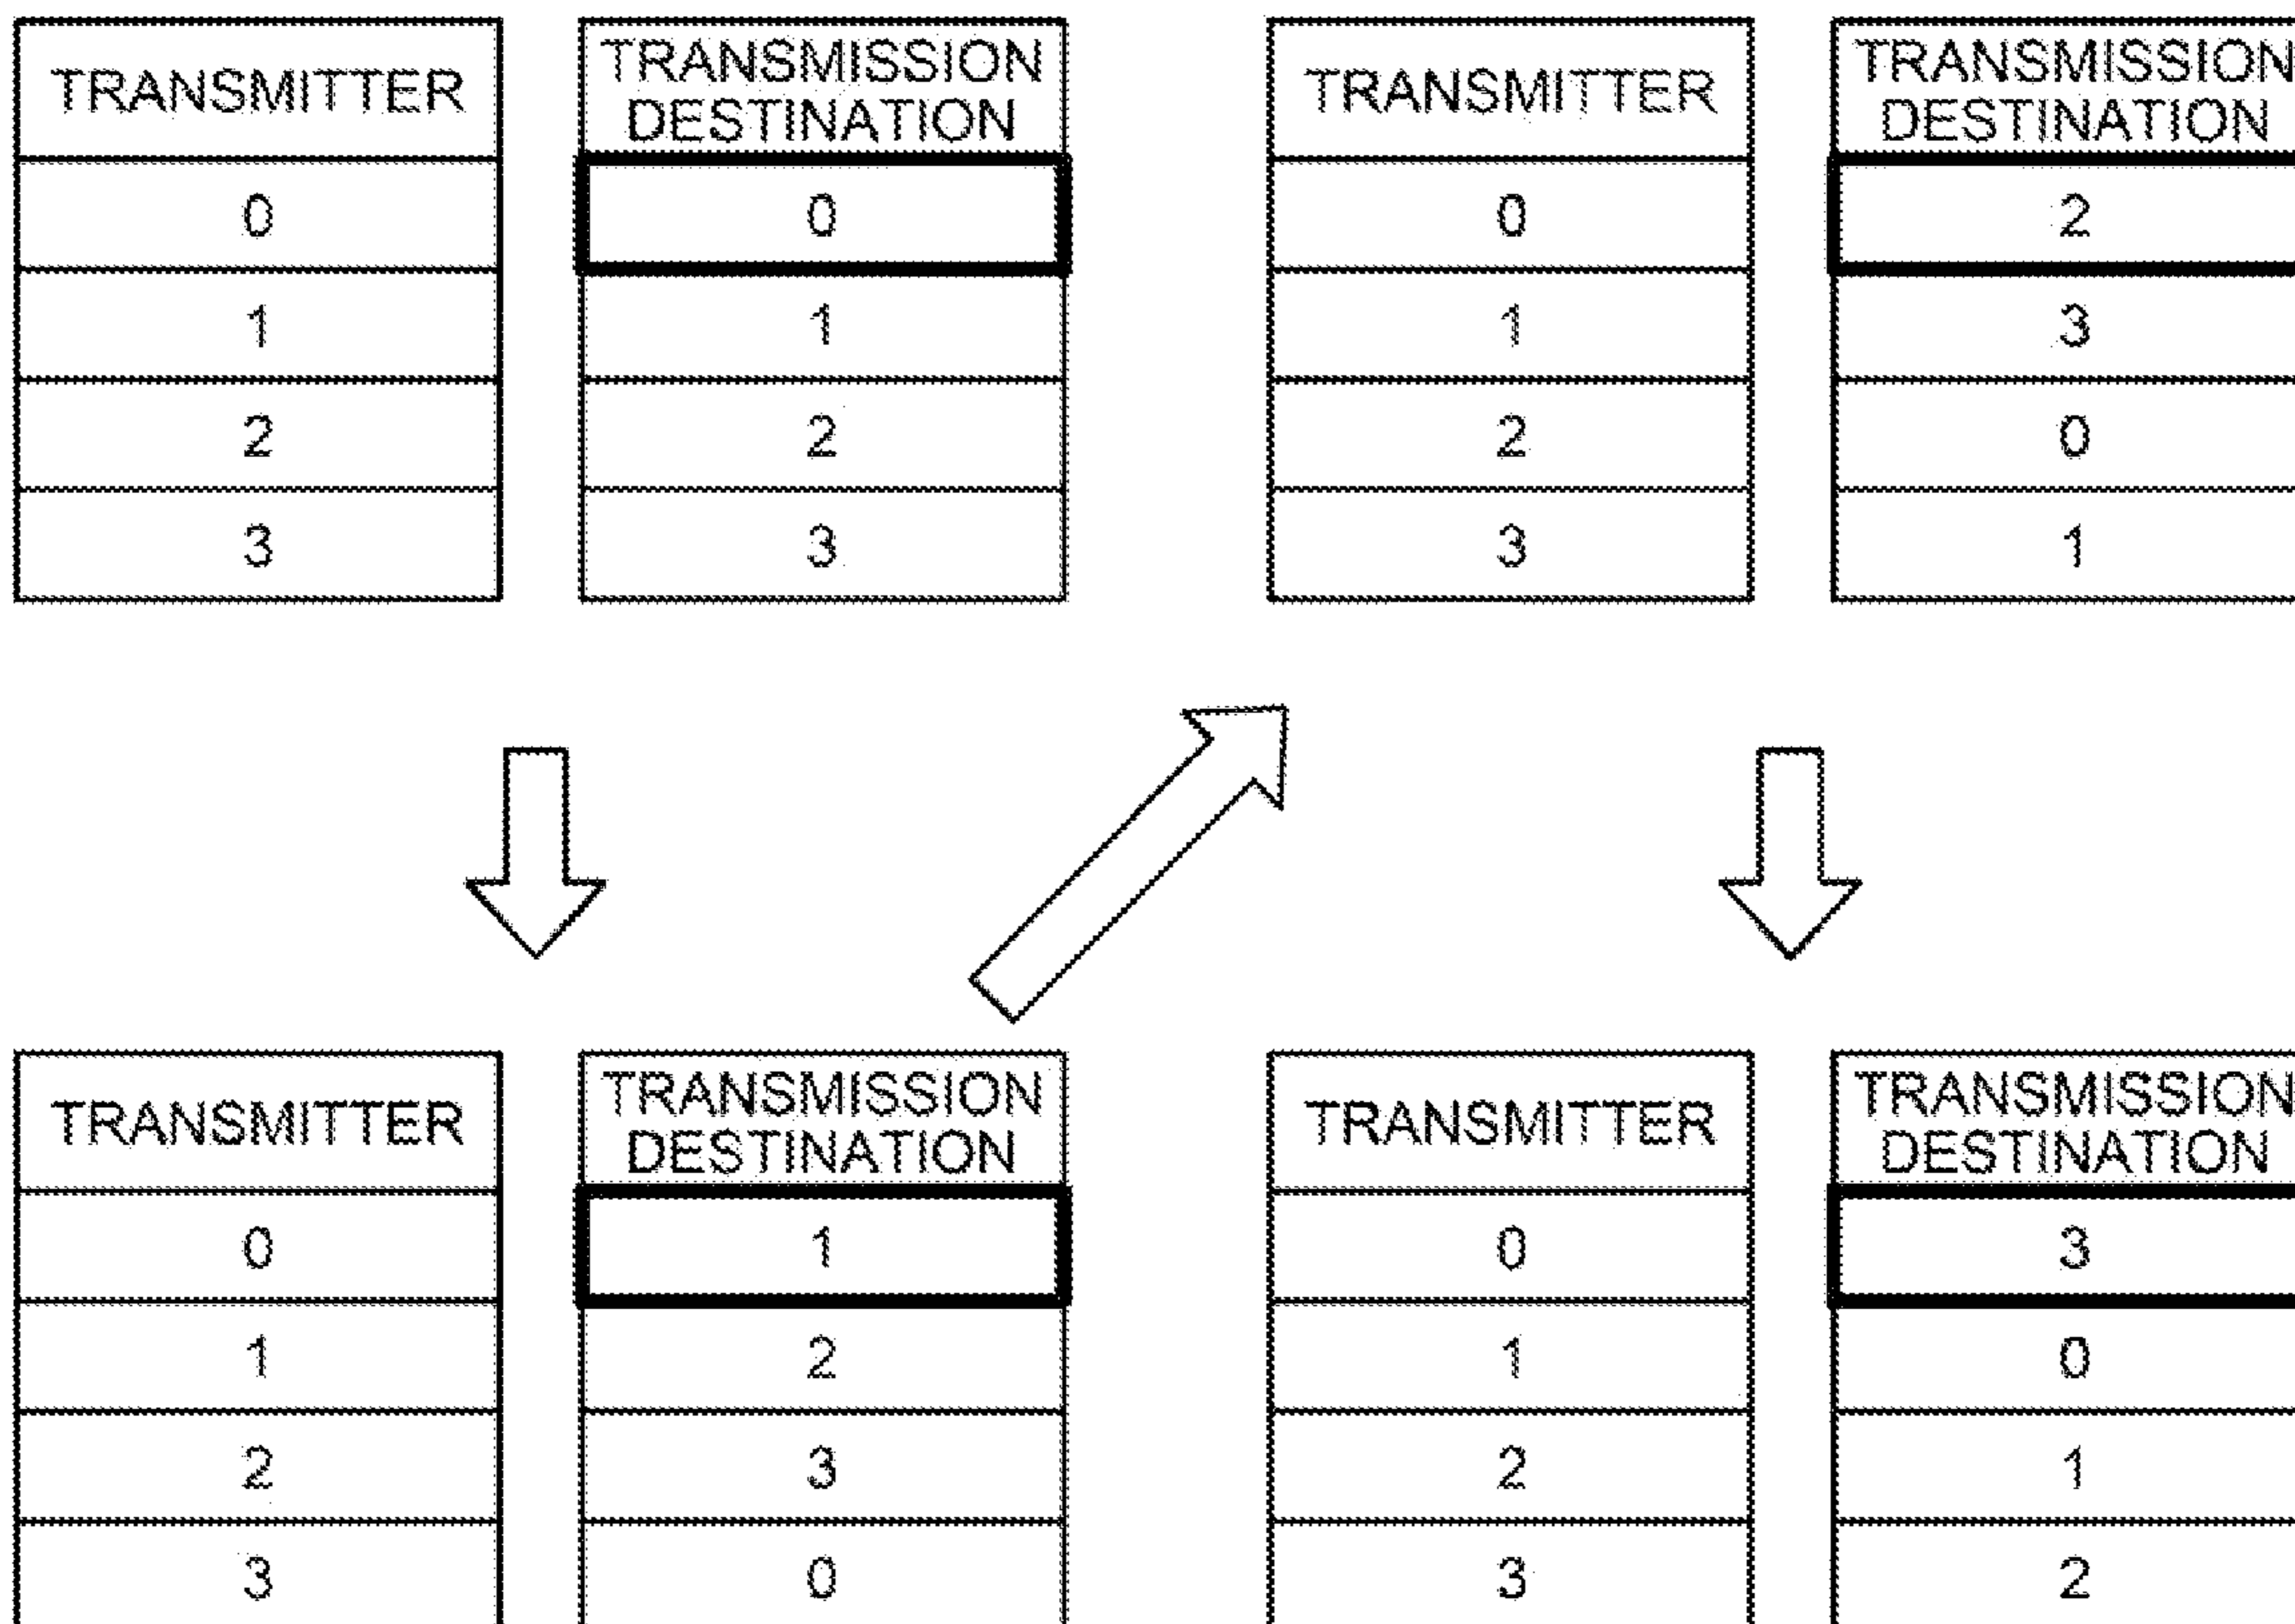 TRANSMITTER
0
1
2
3
TRANSMISSION
DESTINATION
0
1
2
3
TRANSMITTER
0
1
2
3
TRANSMISSION
DESTINATION
2
3
0
1
TRANSMITTER
0
1
2
3
TRANSMISSION
DESTINATION
1
2
3
0
TRANSMITTER
0
1
2
3
TRANSMISSION
DESTINATION
3
0
1
2